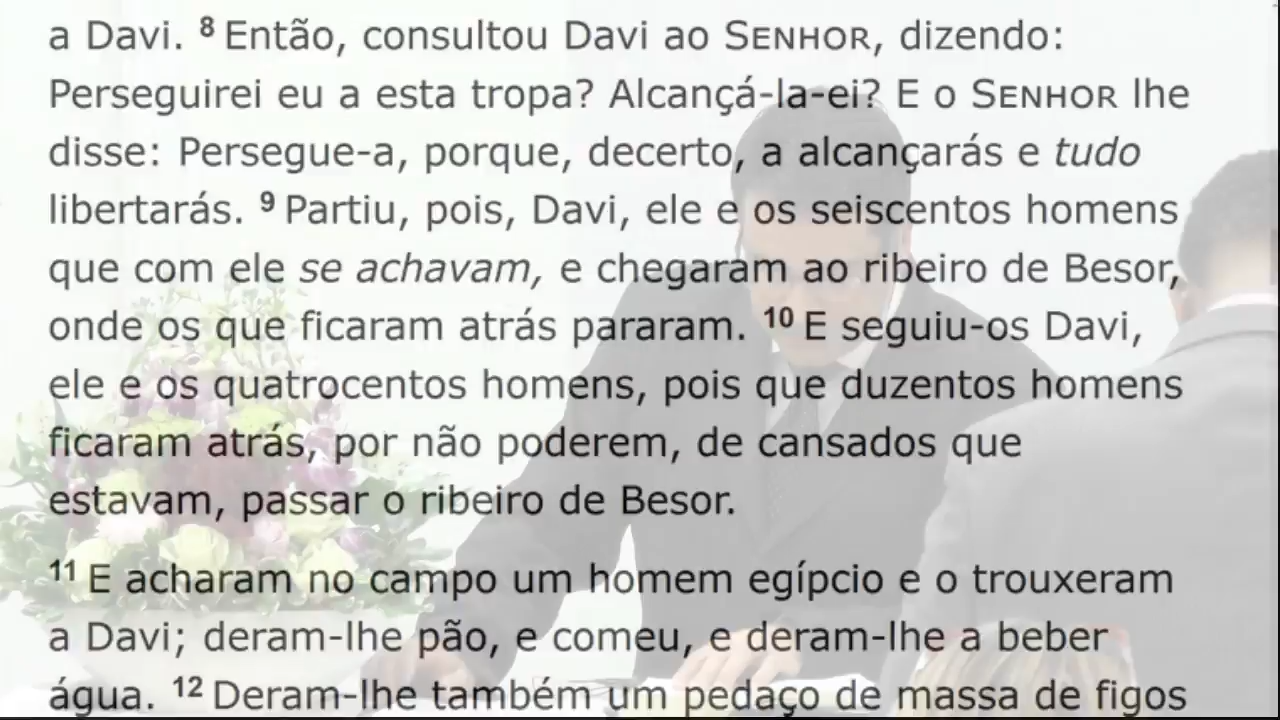 a Davi. 8 Então, consultou Davi ao SENHOR, dizendo:
Perseguirei eu a esta tropa? Alcançá-la-ei? E o SENHOR lhe
disse: Persegue-a, porque, decerto, a alcançarás e tudo
libertarás. 9 Partiu, pois, Davi, ele e os seiscentos homens
que com ele se achavam, e chegaram ao ribeiro de Besor,
onde os que ficaram atrás pararam. 10 E seguiu-os Davi,
ele e os quatrocentos homens, pois que duzentos homens
ficaram atrás, por não poderem, de cansados que
estavam, passar o ribeiro de Besor.
11 E acharam no campo um homem egípcio e o trouxeram
a Davi; deram-lhe pão, e comeu, e deram-lhe a beber
água. 12 Deram-lhe também um pedaço de massa de figos